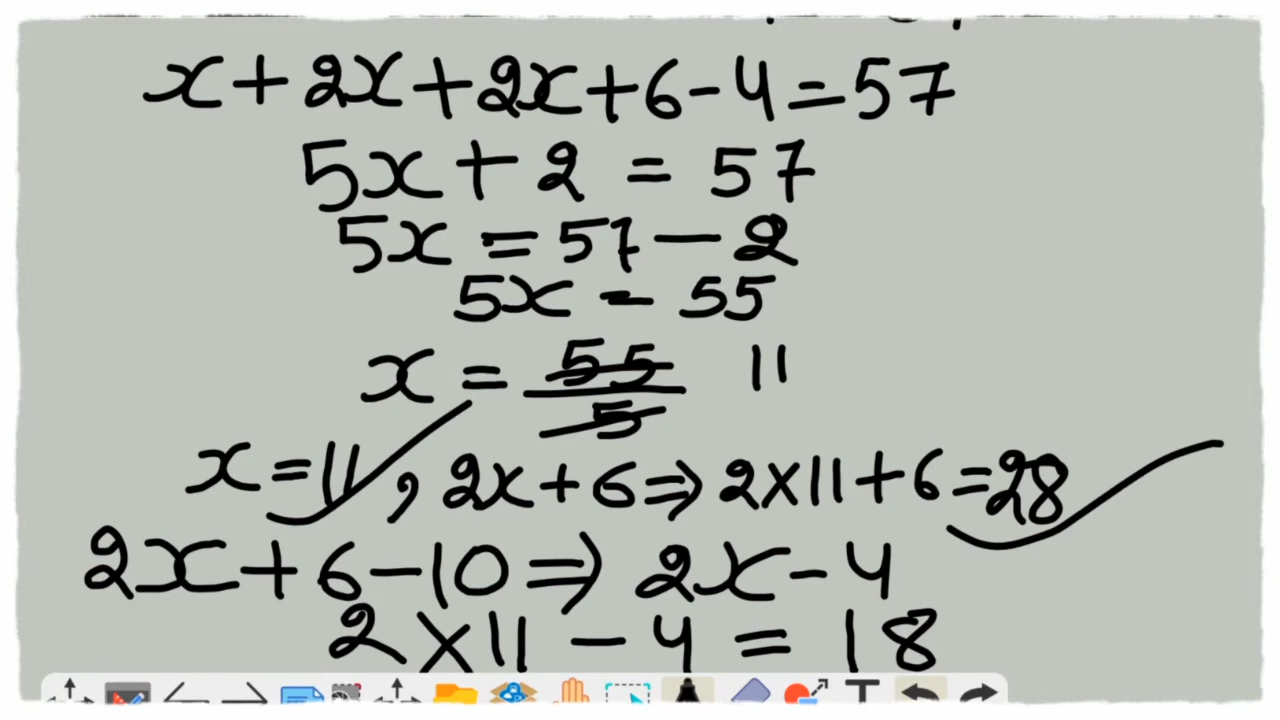 x+2x+2x+6-4=57
5x+2=57
5x=57-2
5x=55
x=55/5 11
x=11, 2x+6⇒2×11+6=28
2x+6-10⇒2x-4
2×11-4=18
T